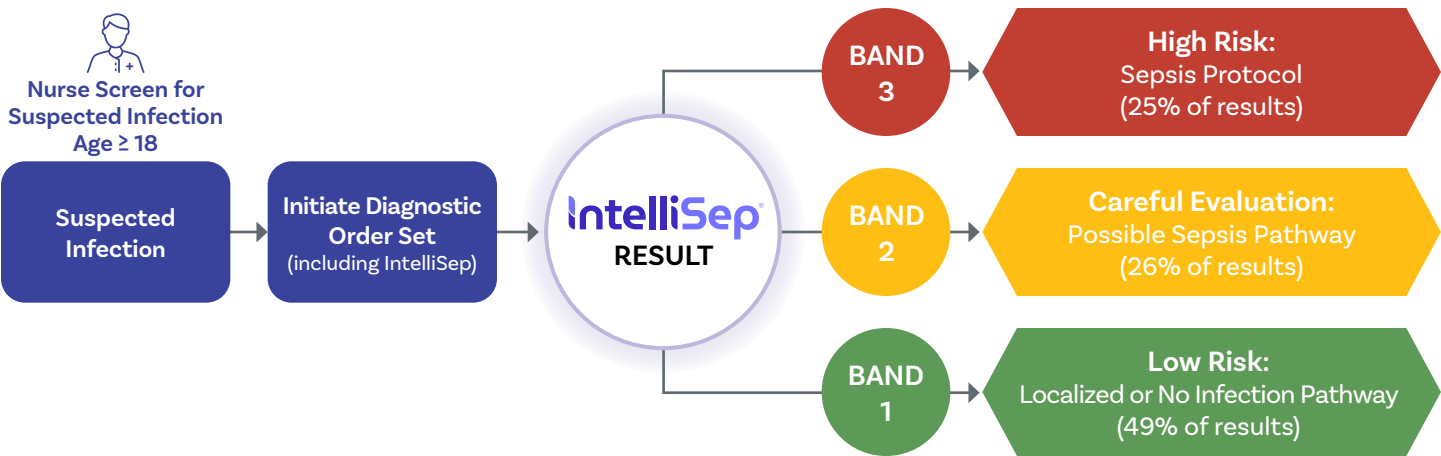 Nurse Screen for
Suspected Infection
Age ≥ 18
Suspected
Infection
Initiate Diagnostic
Order Set
(including IntelliSep)
IntelliSep®
RESULT
BAND
3
High Risk:
Sepsis Protocol
(25% of results)
BAND
2
Careful Evaluation:
Possible Sepsis Pathway
(26% of results)
BAND
1
Low Risk:
Localized or No Infection Pathway
(49% of results)